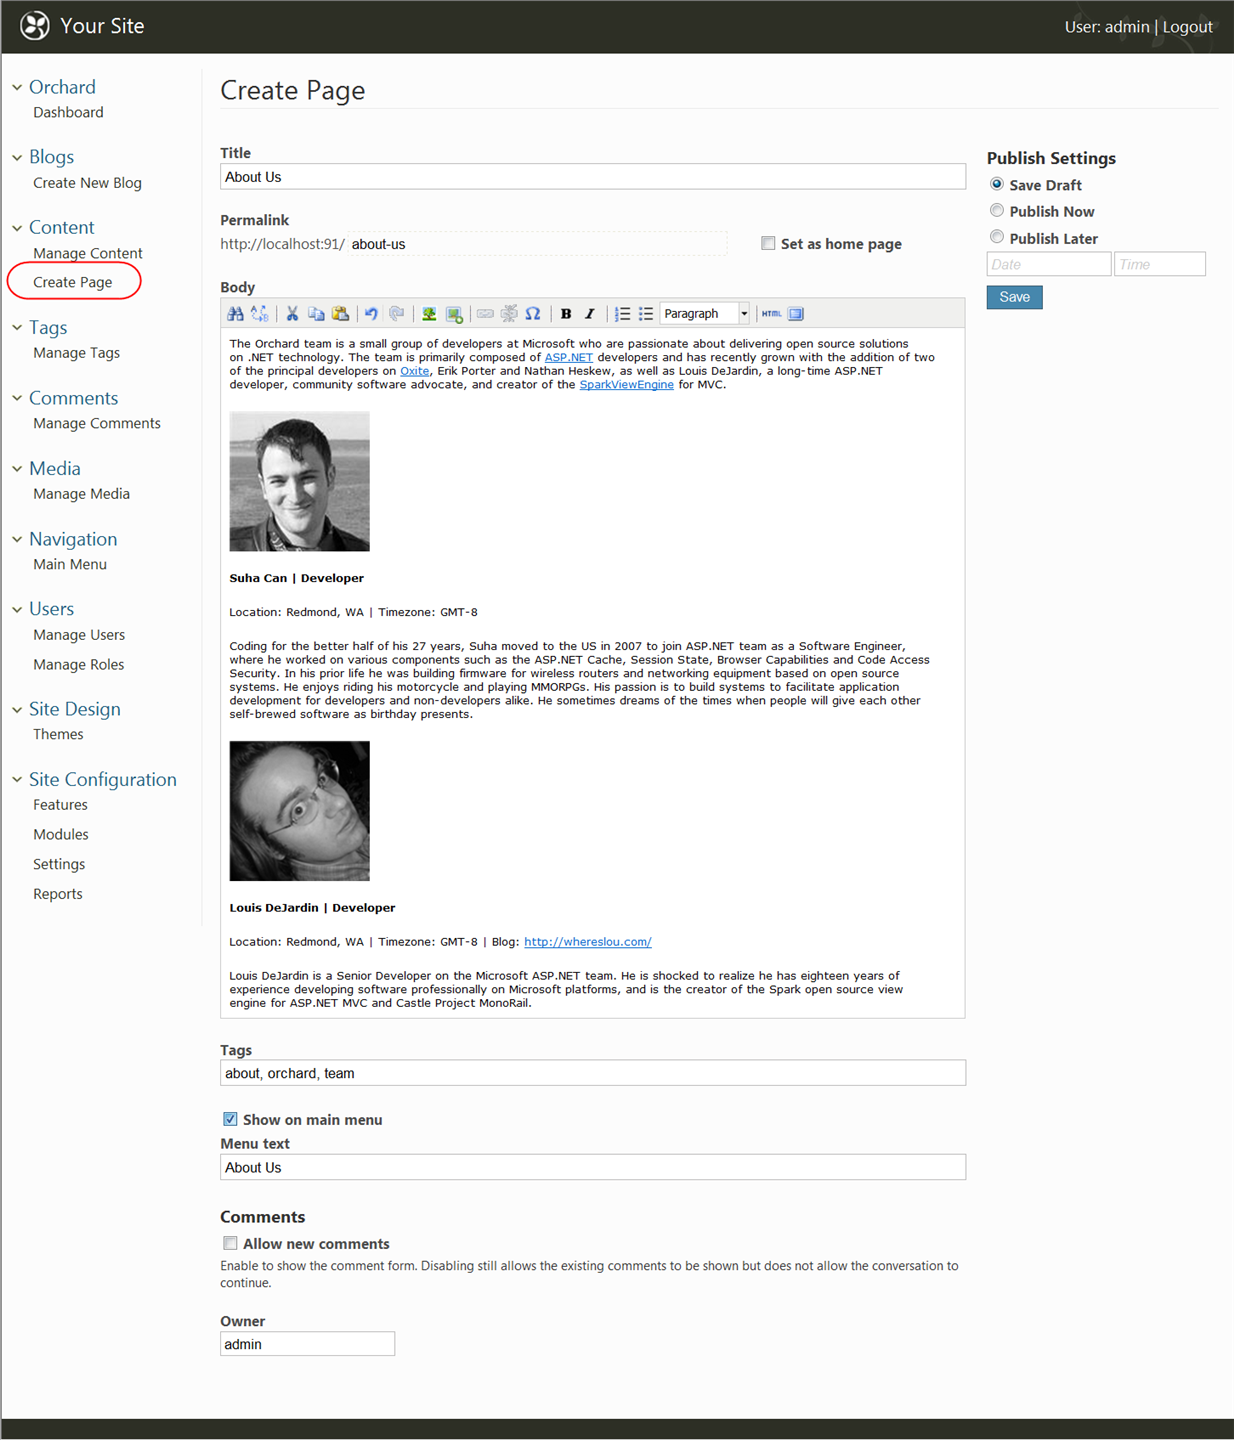 Your Site
User: admin | Logout
Orchard
Dashboard
Blogs
Create New Blog
Content
Manage Content
Create Page
Tags
Manage Tags
Comments
Manage Comments
Media
Manage Media
Navigation
Main Menu
Users
Manage Users
Manage Roles
Site Design
Themes
Site Configuration
Features
Modules
Settings
Reports
Create Page
Title
About Us
Permalink
http://localhost:91/ about-us
Set as home page
Body
B I Paragraph HTML
The Orchard team is a small group of developers at Microsoft who are passionate about delivering open source solutions
on .NET technology. The team is primarily composed of ASP.NET developers and has recently grown with the addition of two
of the principal developers on Oxite, Erik Porter and Nathan Heskew, as well as Louis DeJardin, a long-time ASP.NET
developer, community software advocate, and creator of the SparkViewEngine for MVC.
Suha Can | Developer
Location: Redmond, WA | Timezone: GMT-8
Coding for the better half of his 27 years, Suha moved to the US in 2007 to join ASP.NET team as a Software Engineer,
where he worked on various components such as the ASP.NET Cache, Session State, Browser Capabilities and Code Access
Security. In his prior life he was building firmware for wireless routers and networking equipment based on open source
systems. He enjoys riding his motorcycle and playing MMORPGs. His passion is to build systems to facilitate application
development for developers and non-developers alike. He sometimes dreams of the times when people will give each other
self-brewed software as birthday presents.
Louis DeJardin | Developer
Location: Redmond, WA | Timezone: GMT-8 | Blog: http://whereslou.com/
Louis DeJardin is a Senior Developer on the Microsoft ASP.NET team. He is shocked to realize he has eighteen years of
experience developing software professionally on Microsoft platforms, and is the creator of the Spark open source view
engine for ASP.NET MVC and Castle Project MonoRail.
Tags
about, orchard, team
Show on main menu
Menu text
About Us
Comments
Allow new comments
Enable to show the comment form. Disabling still allows the existing comments to be shown but does not allow the conversation to
continue.
Owner
admin
Publish Settings
Save Draft
Publish Now
Publish Later
Date Time
Save